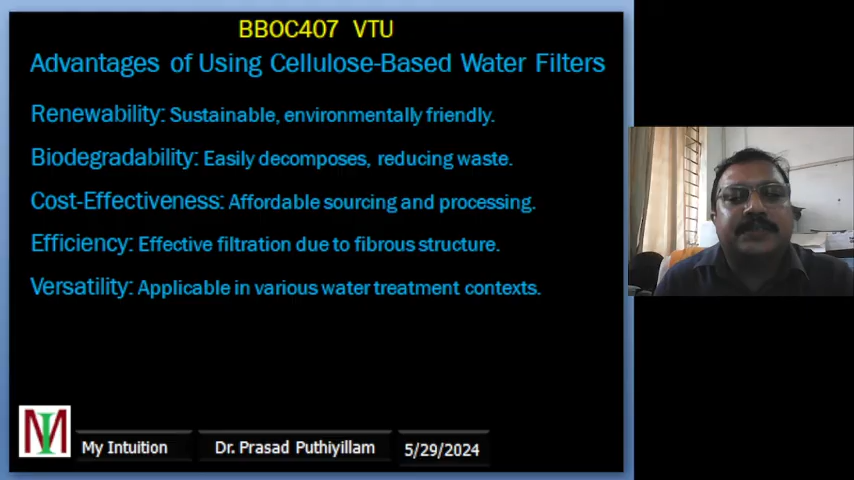 BBOC407 VTU
Advantages of Using Cellulose-Based Water Filters
Renewability: Sustainable, environmentally friendly.
Biodegradability: Easily decomposes, reducing waste.
Cost-Effectiveness: Affordable sourcing and processing.
Efficiency: Effective filtration due to fibrous structure.
Versatility: Applicable in various water treatment contexts.
MI
My Intuition
Dr. Prasad Puthiyillam
5/29/2024